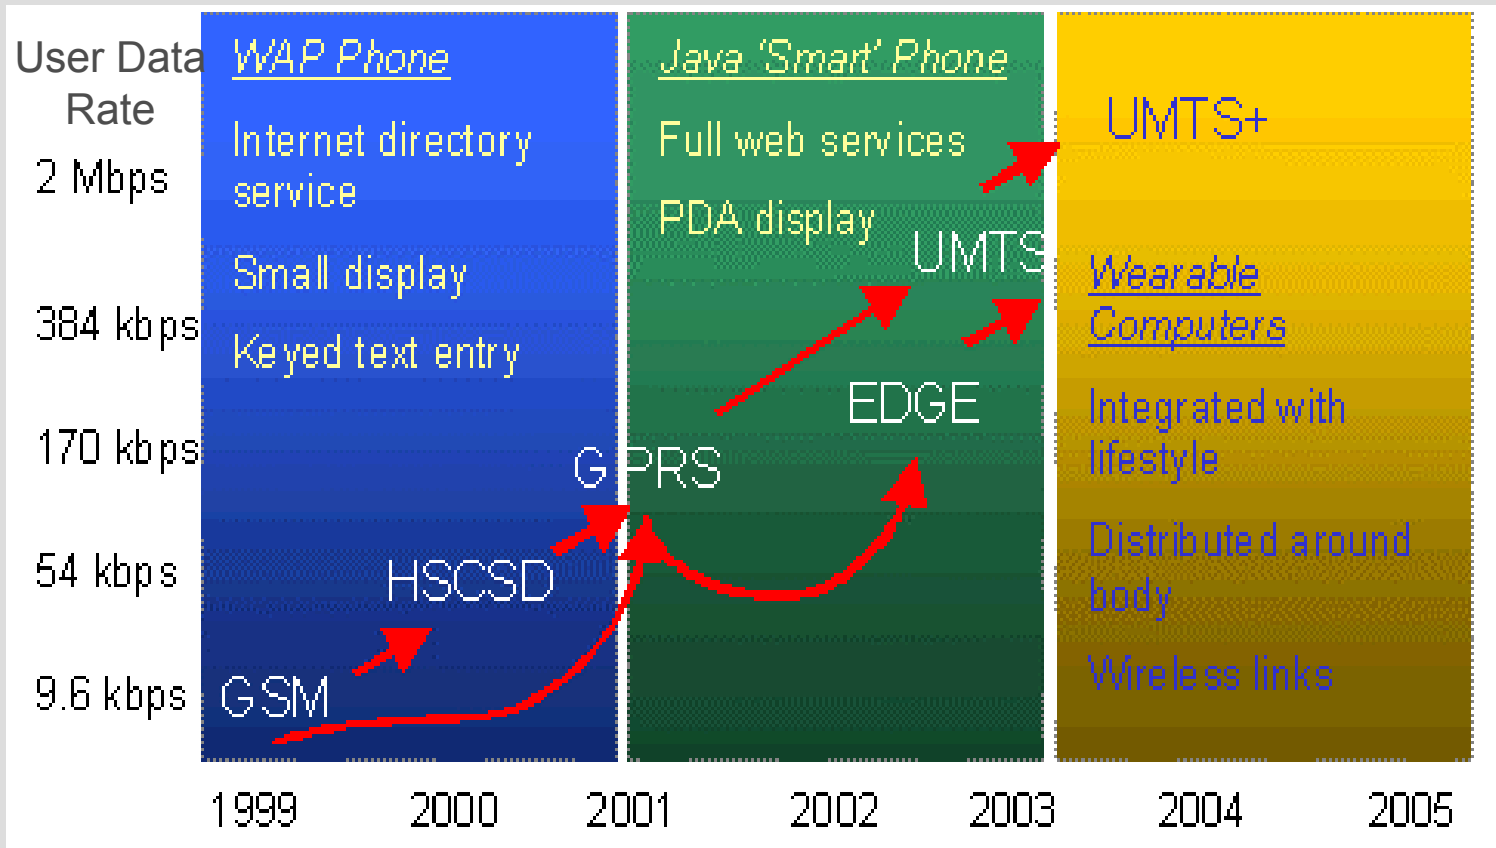 User Data
Rate
2 Mbps
384 kbps
170 kbps
54 kbps
9.6 kbps
WAP Phone
Internet directory
service
Small display
Keyed text entry
HSCSD
GSM
GPRS
Java 'Smart' Phone
Full web services
PDA display
UMTS
EDGE
UMTS+
Wearable
Computers
Integrated with
lifestyle
Distributed around
body
Wireless links
1999 2000 2001 2002 2003 2004 2005